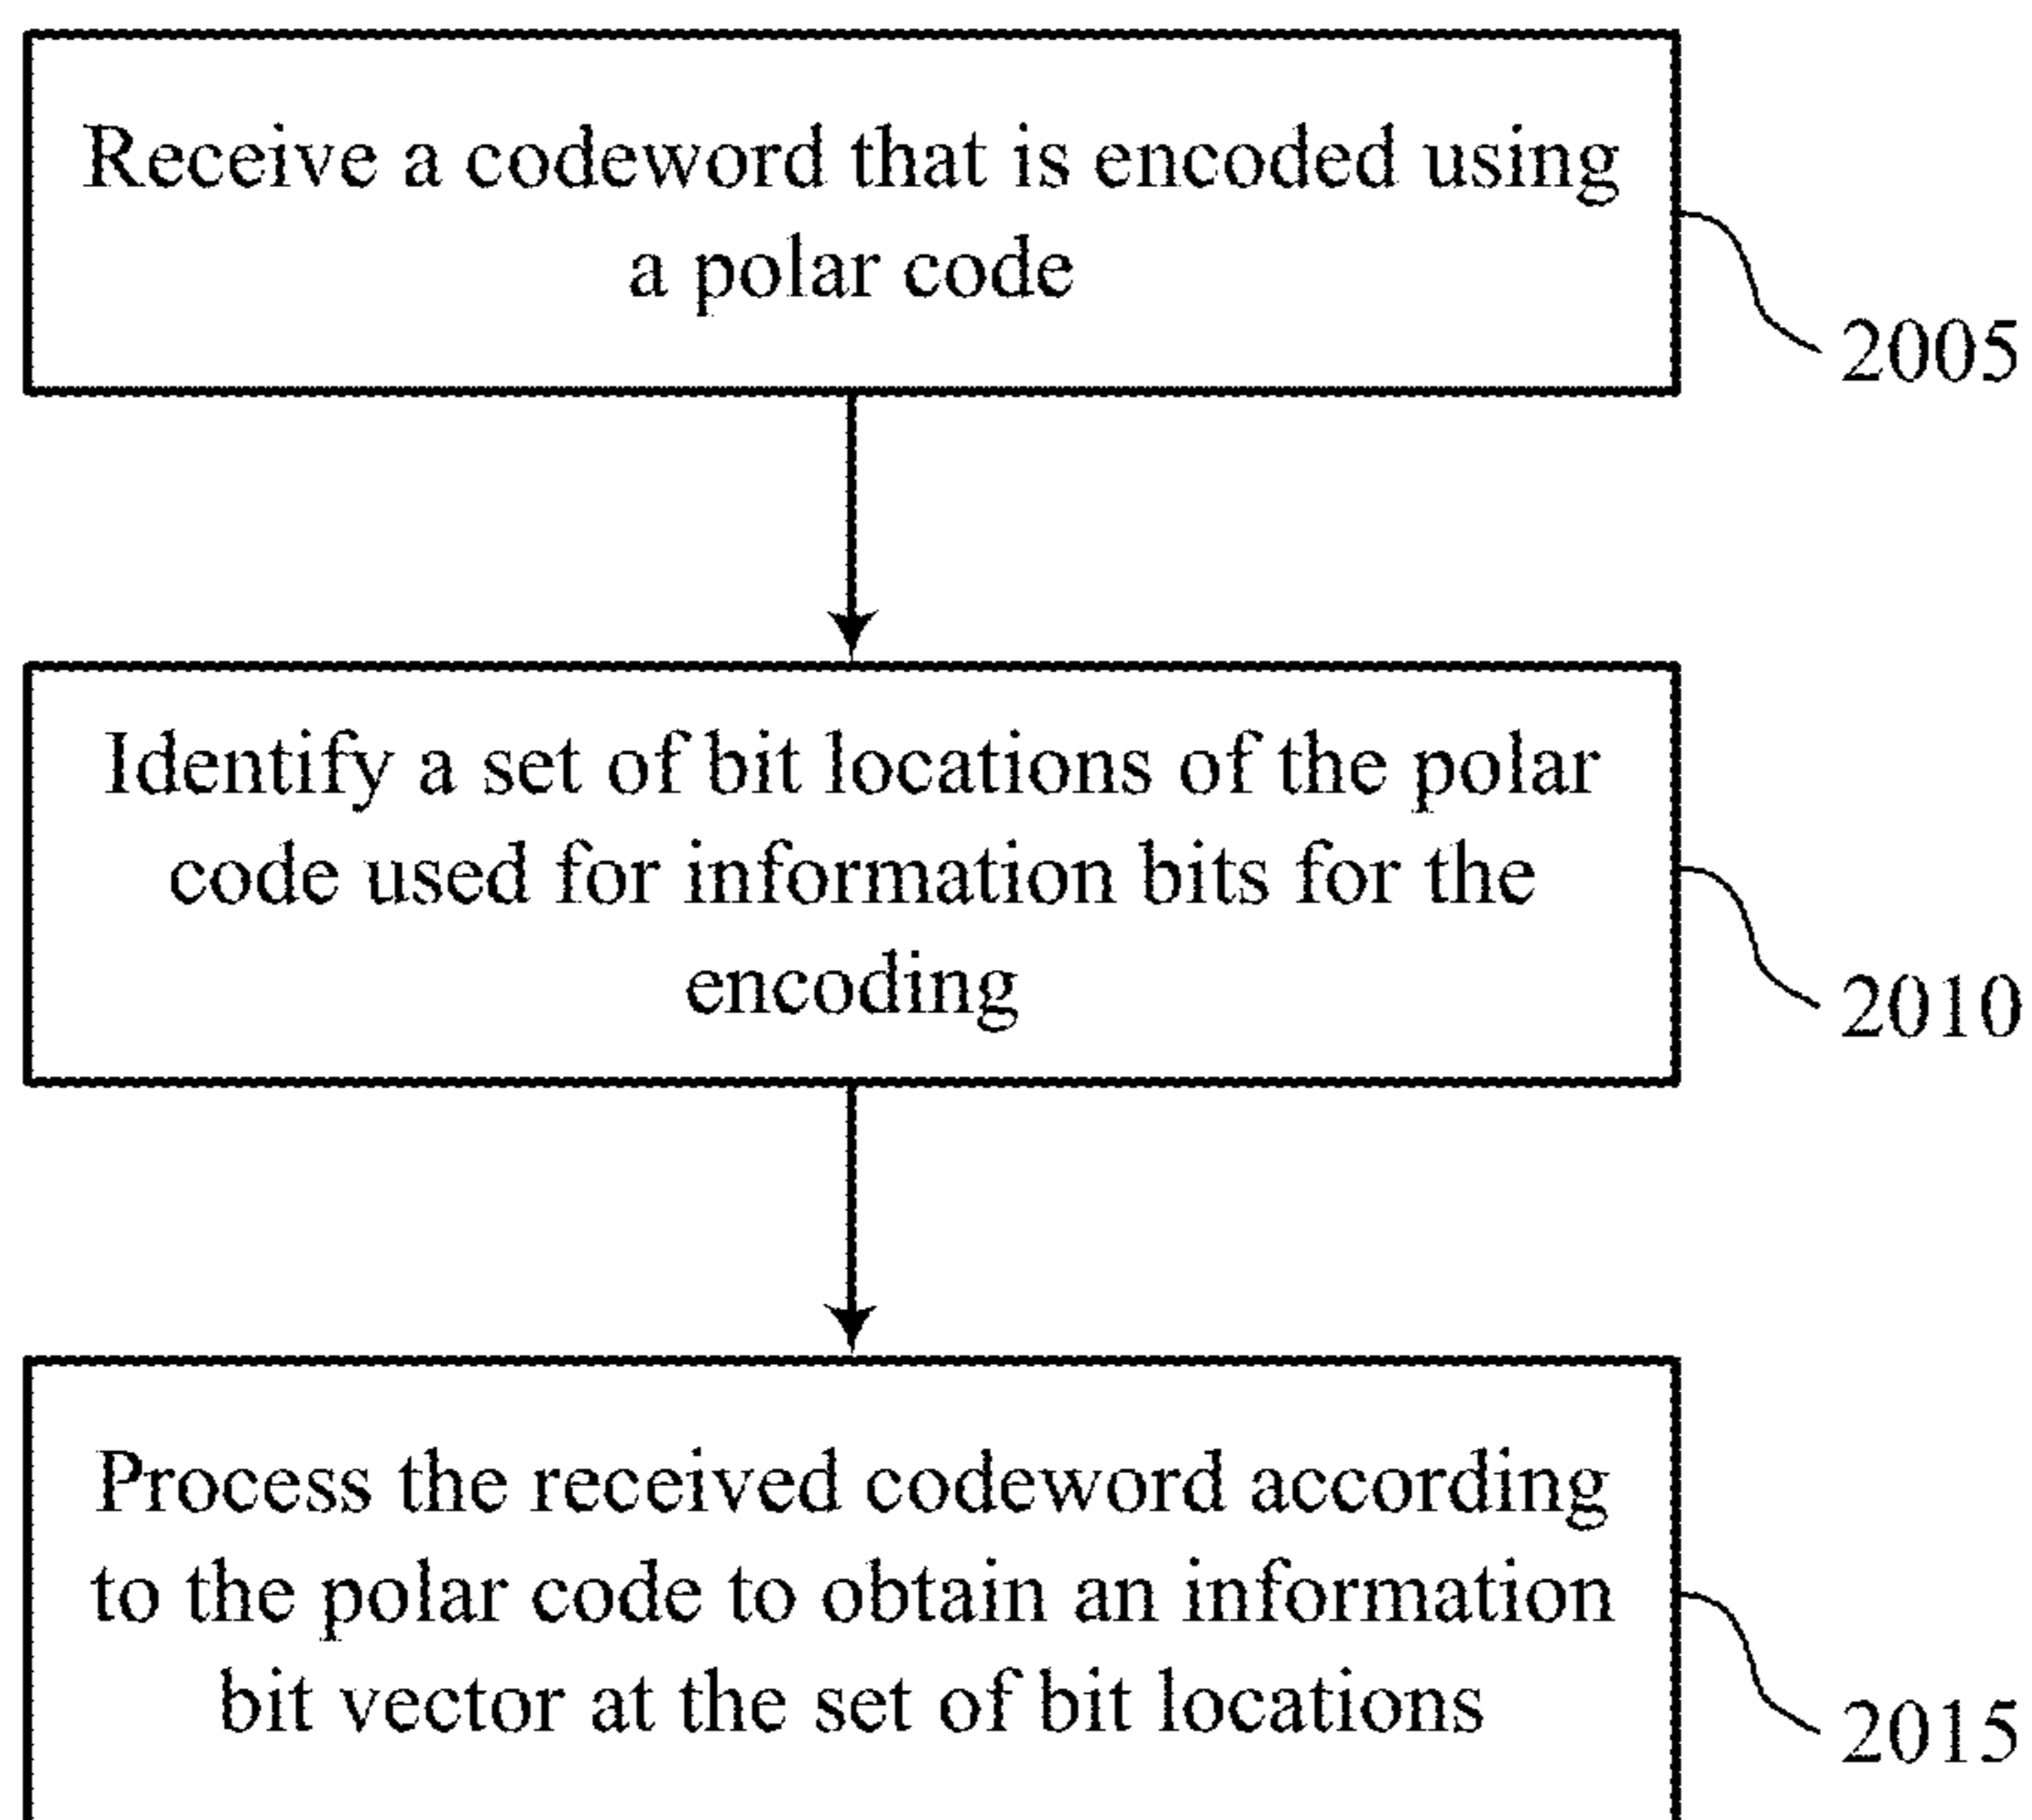 Receive a codeword that is encoded using
a polar code
2005
Identify a set of bit locations of the polar
code used for information bits for the
encoding
2010
Process the received codeword according
to the polar code to obtain an information
bit vector at the set of bit locations
2015